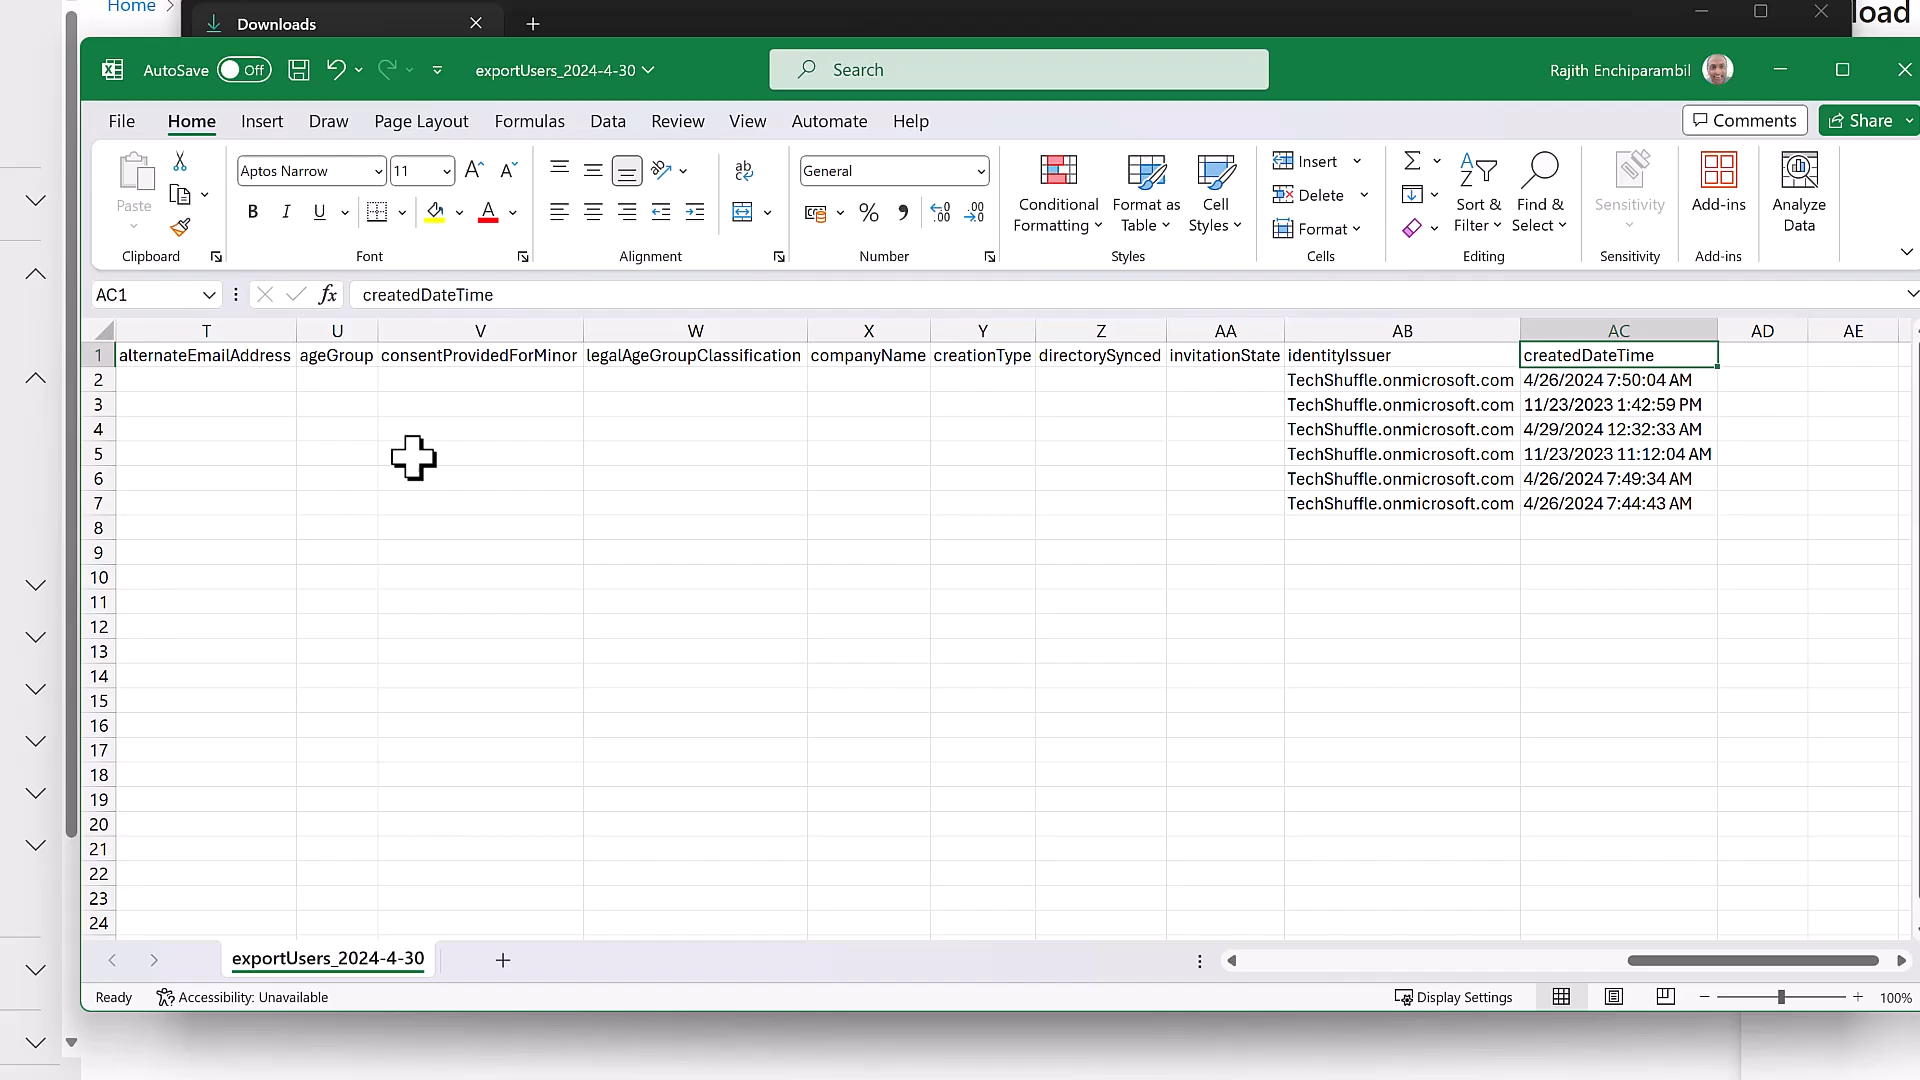 Home
Downloads
load
AutoSave Off exportUsers_2024-4-30 Search Rajith Enchiparambil
File Home Insert Draw Page Layout Formulas Data Review View Automate Help Comments Share
Paste Aptos Narrow 11 General Conditional Formatting Format as Table Cell Styles Insert Delete Format Sort & Filter Find & Select Sensitivity Add-ins Analyze Data
Clipboard Font Alignment Number Styles Cells Editing Sensitivity Add-ins
AC1 fx createdDateTime
T U V W X Y Z AA AB AC AD AE
1 alternateEmailAddress ageGroup consentProvidedForMinor legalAgeGroupClassification companyName creationType directorySynced invitationState identityIssuer createdDateTime
2 TechShuffle.onmicrosoft.com 4/26/2024 7:50:04 AM
3 TechShuffle.onmicrosoft.com 11/23/2023 1:42:59 PM
4 TechShuffle.onmicrosoft.com 4/29/2024 12:32:33 AM
5 TechShuffle.onmicrosoft.com 11/23/2023 11:12:04 AM
6 TechShuffle.onmicrosoft.com 4/26/2024 7:49:34 AM
7 TechShuffle.onmicrosoft.com 4/26/2024 7:44:43 AM
8
9
10
11
12
13
14
15
16
17
18
19
20
21
22
23
24
exportUsers_2024-4-30
Ready Accessibility: Unavailable Display Settings 100%